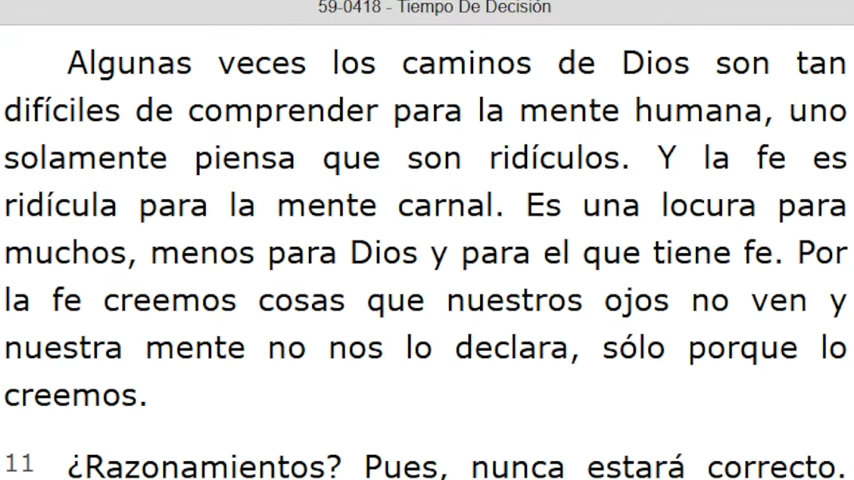 59-0418 - Tiempo De Decisión
Algunas veces los caminos de Dios son tan
difíciles de comprender para la mente humana, uno
solamente piensa que son ridículos. Y la fe es
ridícula para la mente carnal. Es una locura para
muchos, menos para Dios y para el que tiene fe. Por
la fe creemos cosas que nuestros ojos no ven y
nuestra mente no nos lo declara, sólo porque lo
creemos.
11 ¿Razonamientos? Pues, nunca estará correcto.